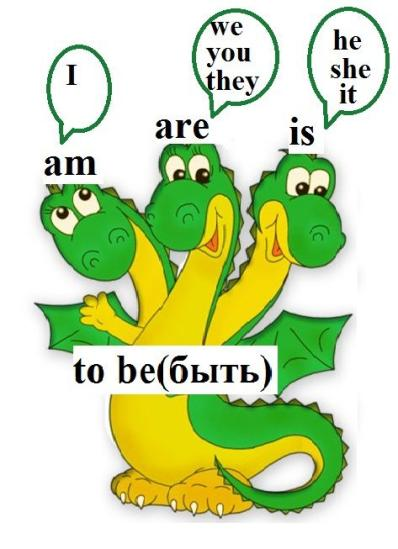 I
we
you
they
he
she
it
am
are
is
to be(быть)